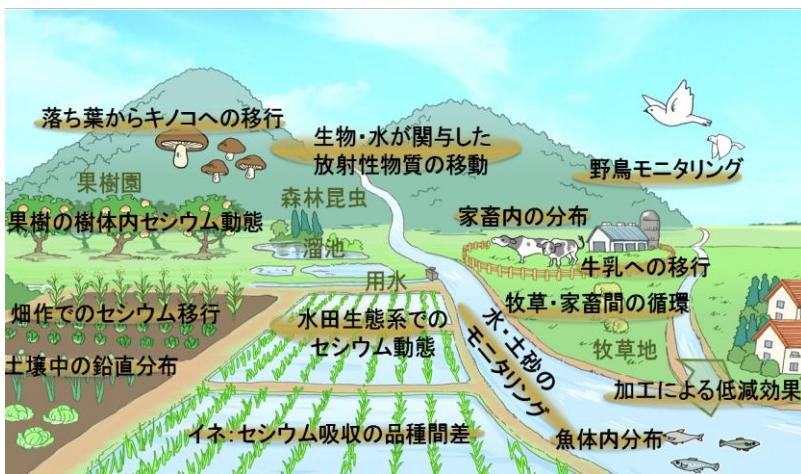 落ち葉からキノコへの移行
生物・水が関与した
放射性物質の移動
野鳥モニタリング
果樹園
森林昆虫
果樹の樹体内セシウム動態
家畜内の分布
溜池
牛乳への移行
用水
畑作でのセシウム移行
水田生態系での
セシウム動態
牧草・家畜間の循環
水・土砂の
モニタリング
牧草地
土壌中の鉛直分布
加工による低減効果
イネ:セシウム吸収の品種間差
魚体内分布